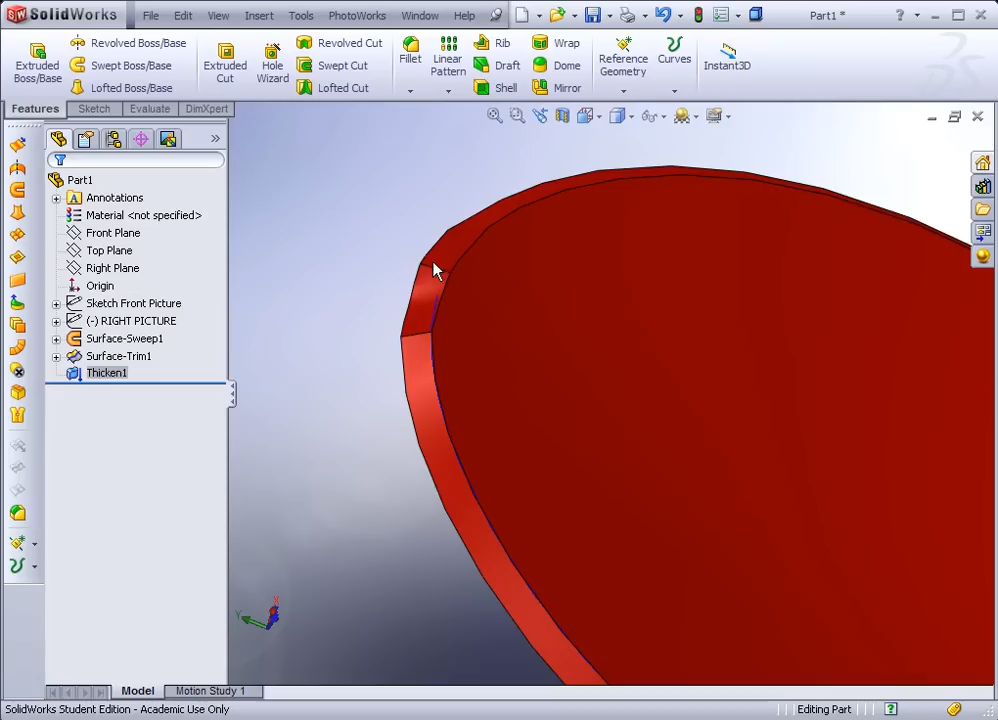 SolidWorks File Edit View Insert Tools PhotoWorks Window Help Part1 * ?
Extruded Boss/Base
Revolved Boss/Base
Swept Boss/Base
Lofted Boss/Base
Extruded Cut
Hole Wizard
Revolved Cut
Swept Cut
Lofted Cut
Fillet
Linear Pattern
Rib
Draft
Shell
Wrap
Dome
Mirror
Reference Geometry
Curves
Instant3D
Features Sketch Evaluate DimXpert
»
Part1
Annotations
Material <not specified>
Front Plane
Top Plane
Right Plane
Origin
Sketch Front Picture
(-) RIGHT PICTURE
Surface-Sweep1
Surface-Trim1
Thicken1
X
Y
Model Motion Study 1
SolidWorks Student Edition - Academic Use Only Editing Part ?